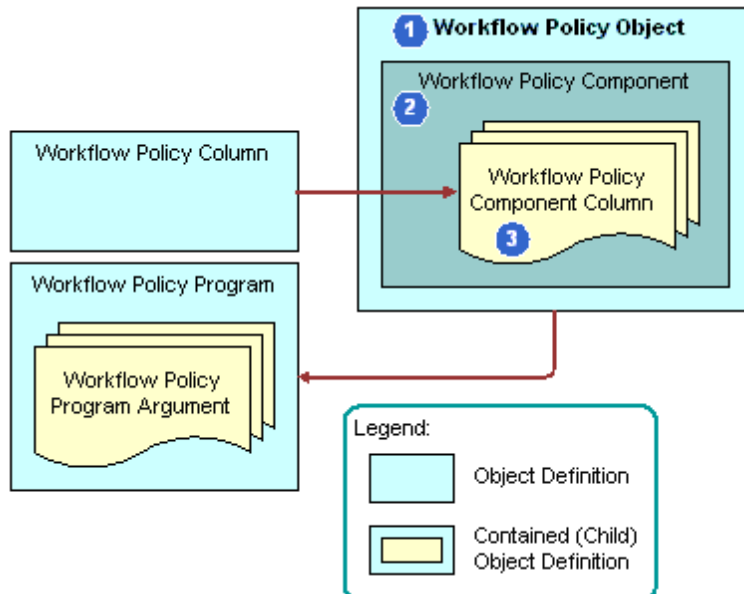 1 Workflow Policy Object
Workflow Policy Component
2
Workflow Policy Column
Workflow Policy
Component Column
3
Workflow Policy Program
Workflow Policy
Program Argument
Legend:
Object Definition
Contained (Child)
Object Definition